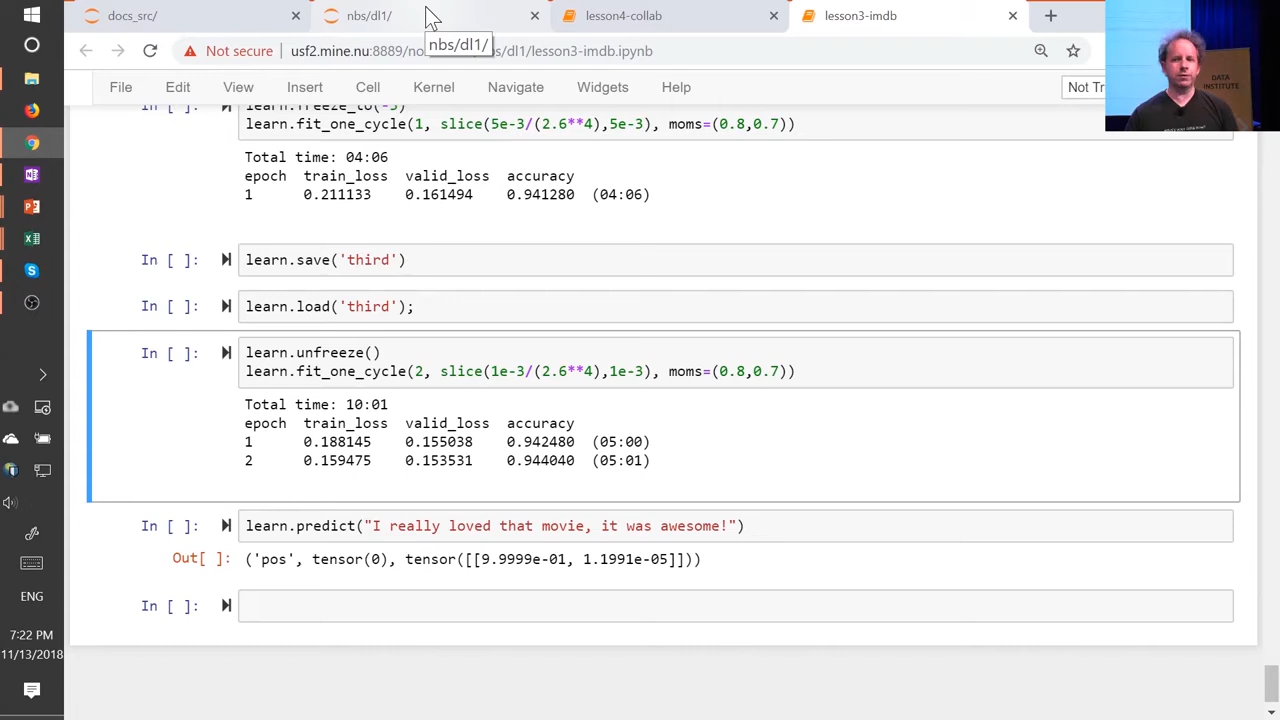 docs_src/
nbs/dl1/
lesson4-collab
lesson3-imdb
nbs/dl1/
Not secure
usf2.mine.nu:8889/no
s/dl1/lesson3-imdb.ipynb
File Edit View Insert Cell Kernel Navigate Widgets Help
Not Tr
DATA
INSTITUTE
In [ ]:
learn.freeze_to(-3)
learn.fit_one_cycle(1, slice(5e-3/(2.6**4),5e-3), moms=(0.8,0.7))
Total time: 04:06
epoch train_loss valid_loss accuracy
1 0.211133 0.161494 0.941280 (04:06)
In [ ]: learn.save('third')
In [ ]: learn.load('third');
In [ ]: learn.unfreeze()
learn.fit_one_cycle(2, slice(1e-3/(2.6**4),1e-3), moms=(0.8,0.7))
Total time: 10:01
epoch train_loss valid_loss accuracy
1 0.188145 0.155038 0.942480 (05:00)
2 0.159475 0.153531 0.944040 (05:01)
In [ ]: learn.predict("I really loved that movie, it was awesome!")
Out[ ]: ('pos', tensor(0), tensor([[9.9999e-01, 1.1991e-05]]))
In [ ]:
ENG
7:22 PM
11/13/2018